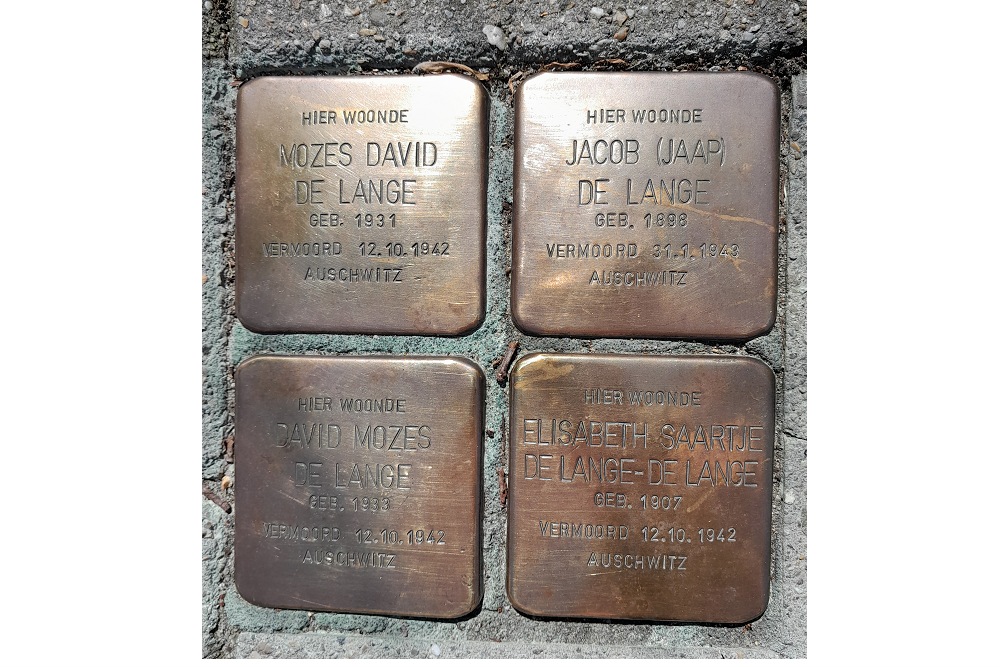 HIER WOONDE
MOZES DAVID
DE LANGE
GEB. 1931
VERMOORD 12.10.1942
AUSCHWITZ
HIER WOONDE
JACOB (JAAP)
DE LANGE
GEB. 1898
VERMOORD 31.1.1943
AUSCHWITZ
HIER WOONDE
DAVID MOZES
DE LANGE
GEB. 1933
VERMOORD 12.10.1942
AUSCHWITZ
HIER WOONDE
ELISABETH SAARTJE
DE LANGE-DE LANGE
GEB. 1907
VERMOORD 12.10.1942
AUSCHWITZ